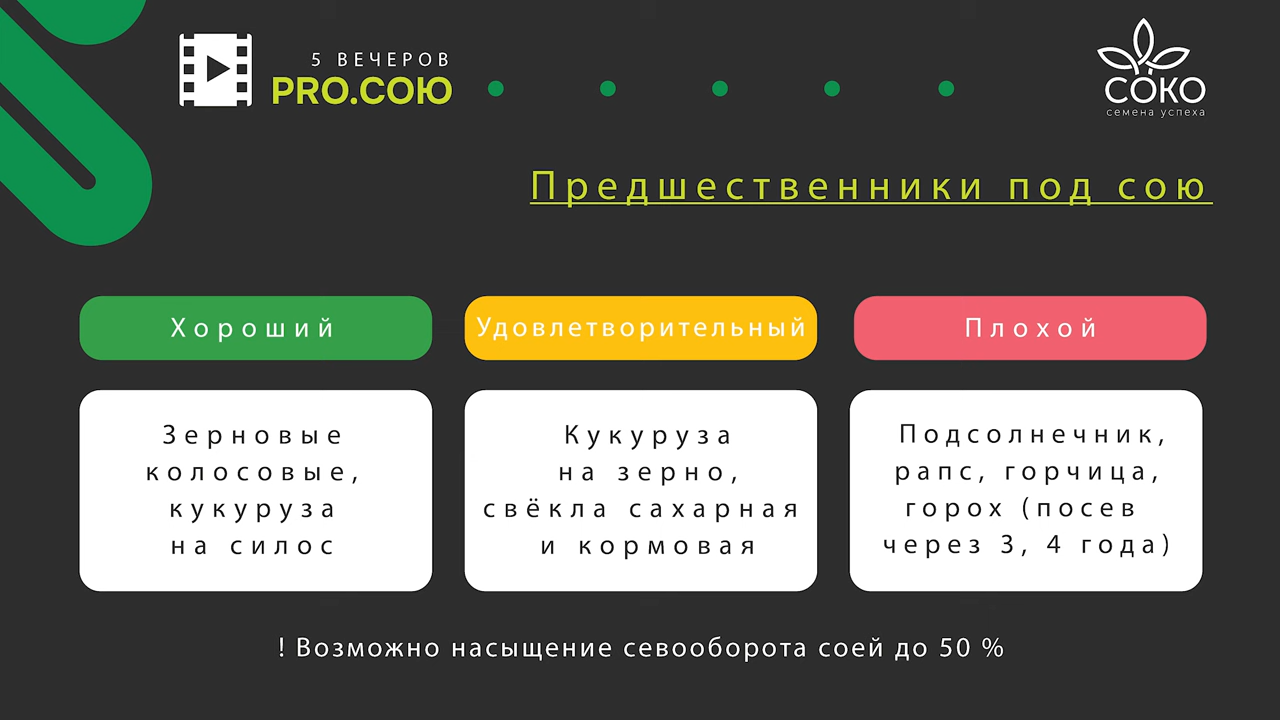 5 ВЕЧЕРОВ
PRO.СОЮ
СОКО
семена успеха
Предшественники под сою
Хороший
Зерновые
колосовые,
кукуруза
на силос
Удовлетворительный
Кукуруза
на зерно,
свёкла сахарная
и кормовая
Плохой
Подсолнечник,
рапс, горчица,
горох (посев
через 3, 4 года)
! Возможно насыщение севооборота соей до 50 %